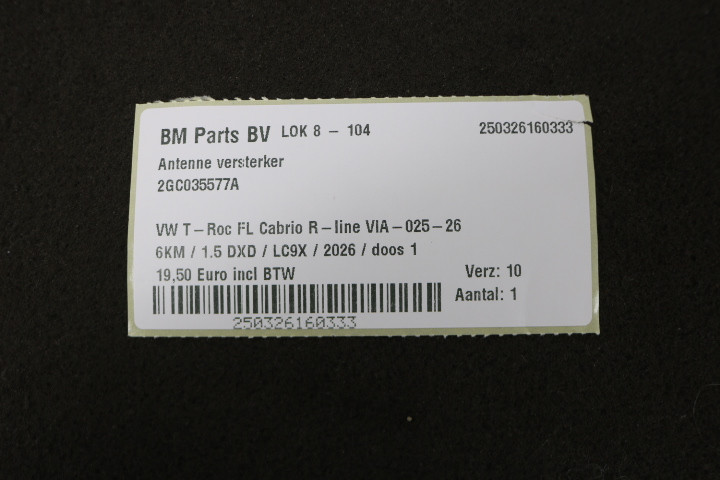 BM Parts BV LOK 8 - 104 250326160333
Antenne versterker
2GC035577A
VW T-Roc FL Cabrio R-line VIA-025-26
6KM / 1.5 DXD / LC9X / 2026 / doos 1
19,50 Euro incl BTW Verz: 10
Aantal: 1
250326160333